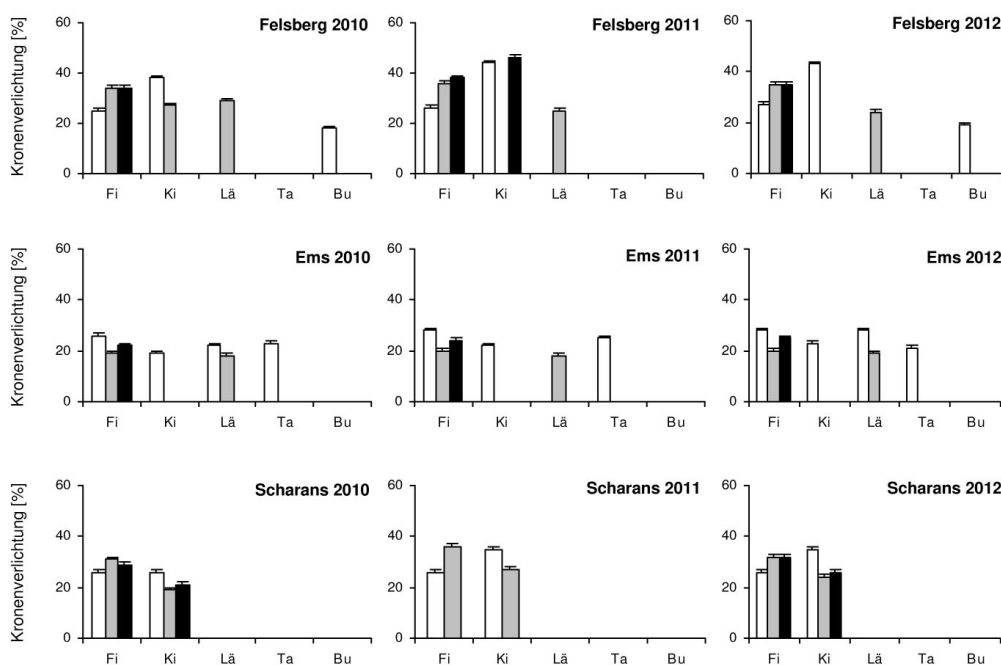 Felsberg 2010
Kronenverlichtung [%]
60
40
20
0
Fi Ki Lä Ta Bu
Felsberg 2011
60
40
20
0
Fi Ki Lä Ta Bu
Felsberg 2012
60
40
20
0
Fi Ki Lä Ta Bu
Ems 2010
Kronenverlichtung [%]
60
40
20
0
Fi Ki Lä Ta Bu
Ems 2011
60
40
20
0
Fi Ki Lä Ta Bu
Ems 2012
60
40
20
0
Fi Ki Lä Ta Bu
Scharans 2010
Kronenverlichtung [%]
60
40
20
0
Fi Ki Lä Ta Bu
Scharans 2011
60
40
20
0
Fi Ki Lä Ta Bu
Scharans 2012
60
40
20
0
Fi Ki Lä Ta Bu